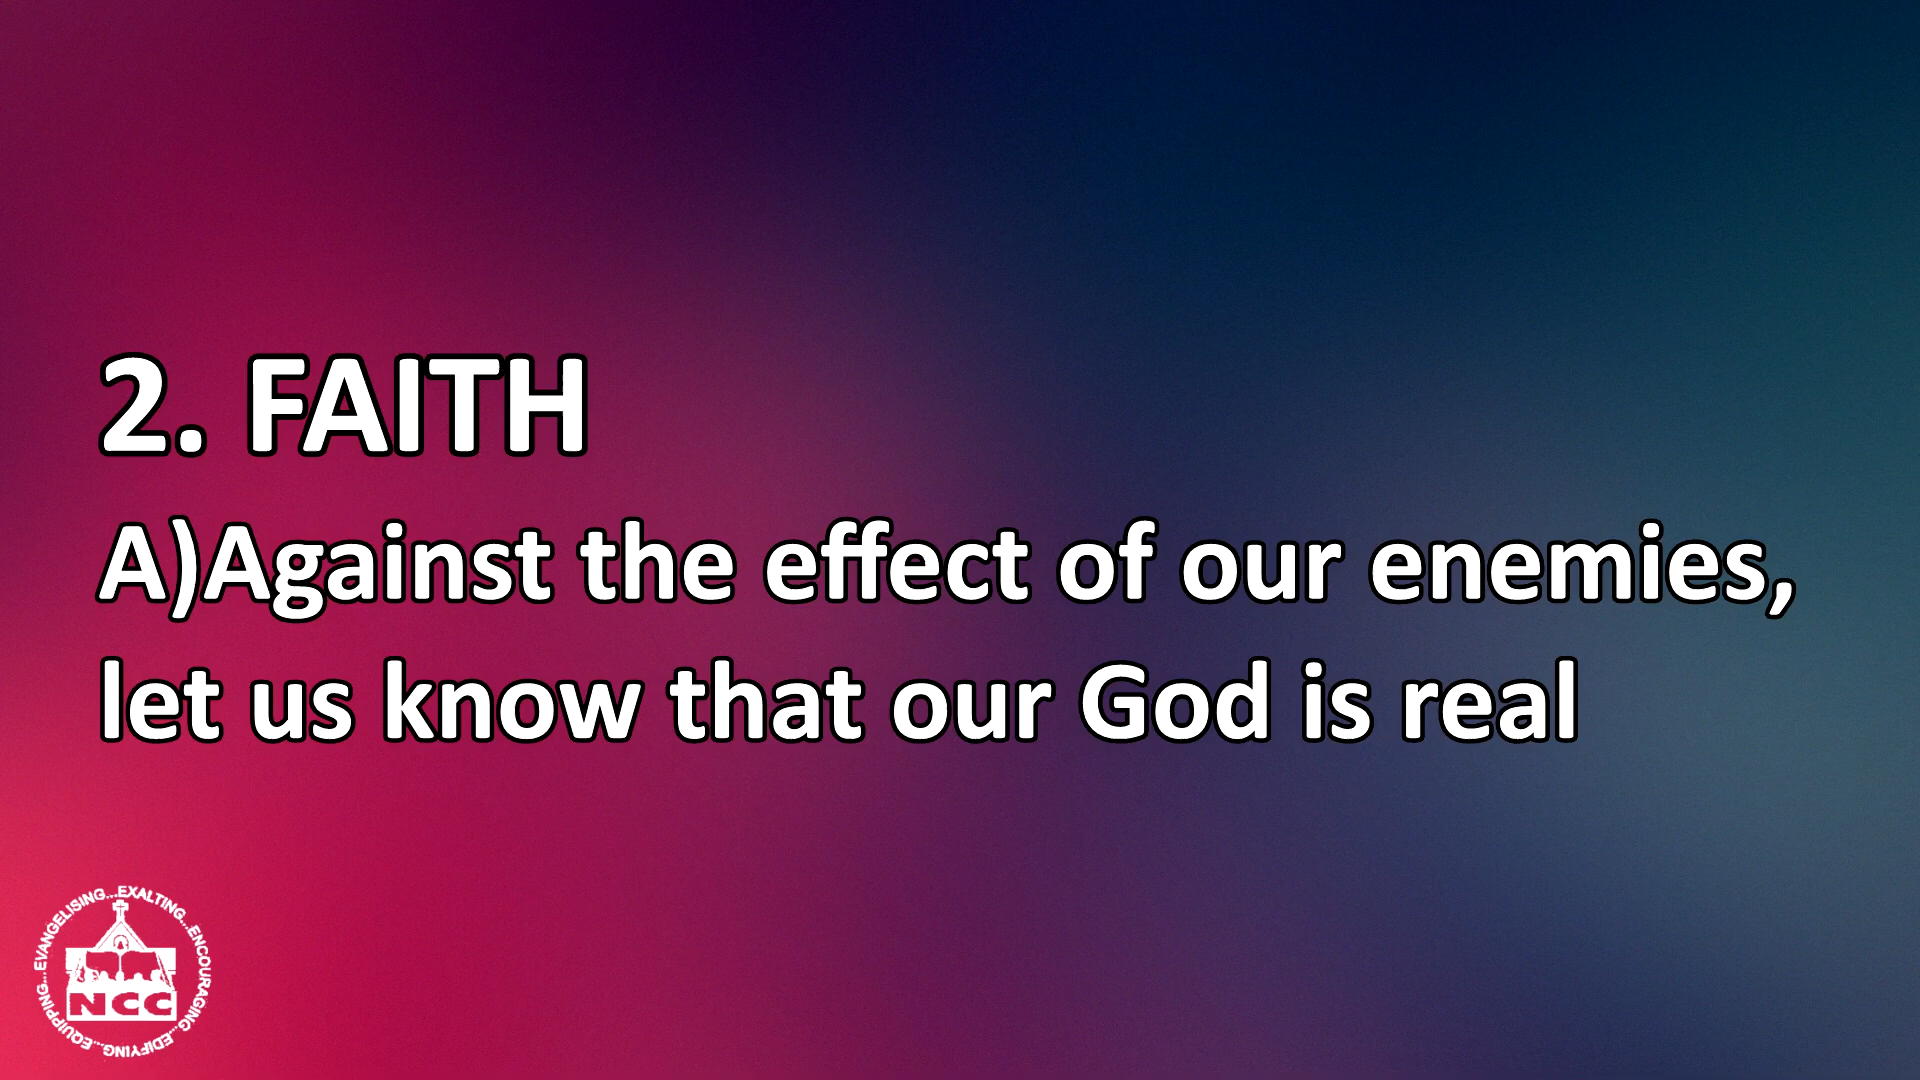 2. FAITH
A)Against the effect of our enemies,
let us know that our God is real
EVANGELISING...EXALTING...ENCOURAGING...EDIFYING...EQUIPPING...
NCC